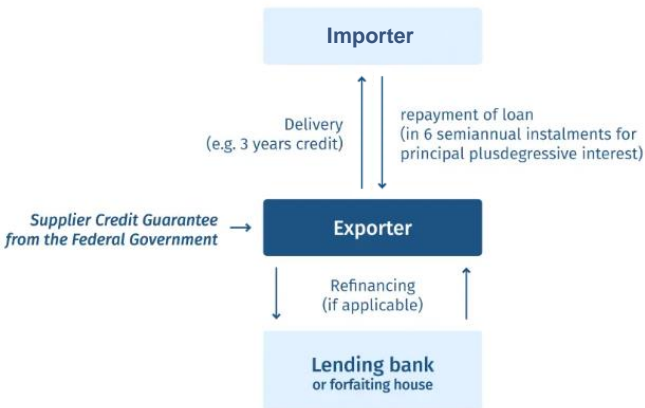 Importer
Delivery
(e.g. 3 years credit)
repayment of loan
(in 6 semiannual instalments for
principal plusdegressive interest)
Supplier Credit Guarantee
from the Federal Government
Exporter
Refinancing
(if applicable)
Lending bank
or forfaiting house